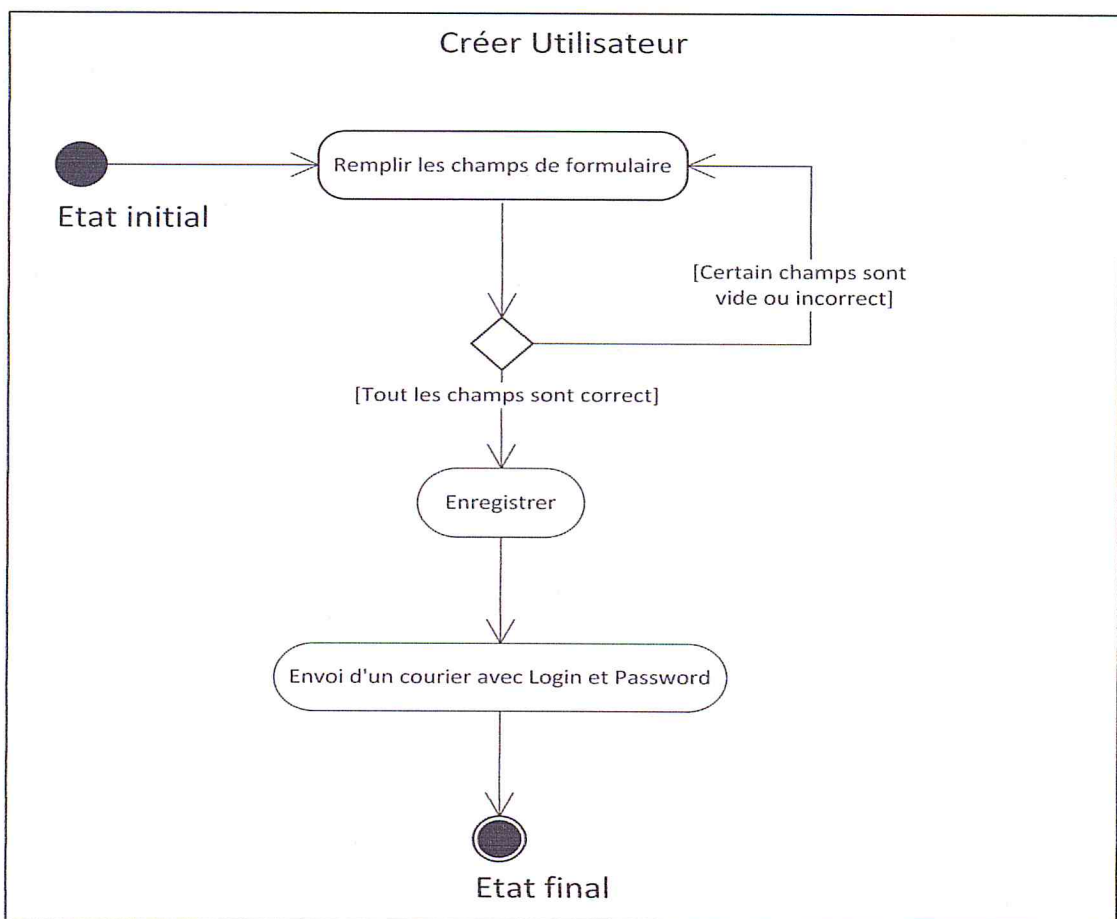 Créer Utilisateur
Remplir les champs de formulaire
Etat initial
[Certain champs sont
vide ou incorrect]
[Tout les champs sont correct]
Enregistrer
Envoi d'un courier avec Login et Password
Etat final